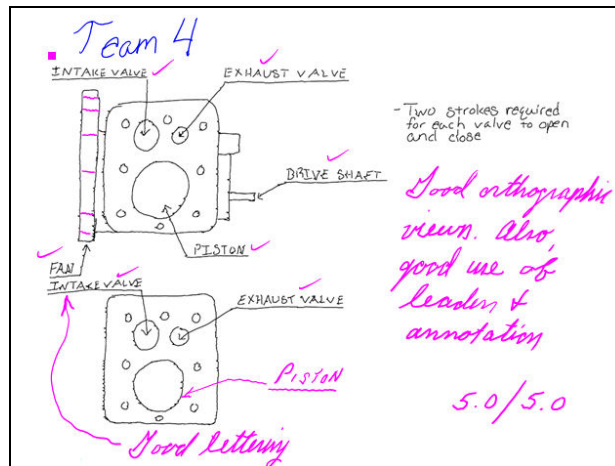 Team 4
INTAKE VALVE
EXHAUST VALVE
- Two strokes required
for each valve to open
and close
DRIVE SHAFT
PISTON
FAN
INTAKE VALVE
EXHAUST VALVE
PISTON
Good lettering
Good orthographic
views. Also,
good use of
leaders &
annotation
5.0/5.0